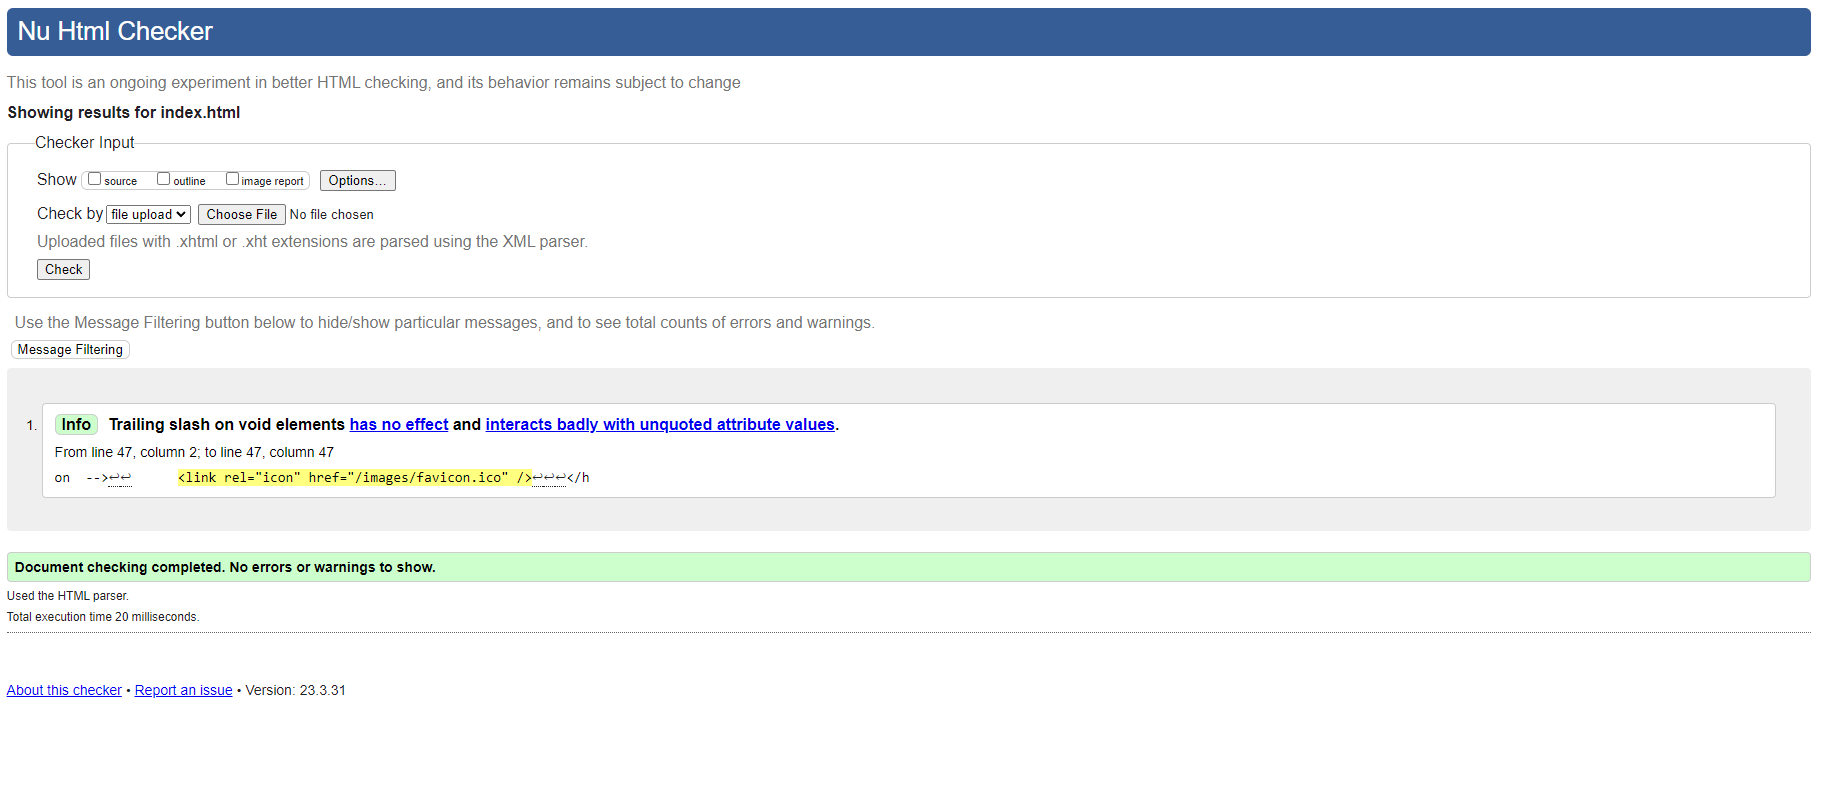 Nu Html Checker
This tool is an ongoing experiment in better HTML checking, and its behavior remains subject to change
Showing results for index.html
Checker Input
Show source outline image report Options...
Check by file upload Choose File No file chosen
Uploaded files with .xhtml or .xht extensions are parsed using the XML parser.
Check
Use the Message Filtering button below to hide/show particular messages, and to see total counts of errors and warnings.
Message Filtering
1. Info Trailing slash on void elements has no effect and interacts badly with unquoted attribute values.
From line 47, column 2; to line 47, column 47
on  -->↩↩ <link rel="icon" href="/images/favicon.ico" />↩↩↩</h
Document checking completed. No errors or warnings to show.
Used the HTML parser.
Total execution time 20 milliseconds.
About this checker • Report an issue • Version: 23.3.31